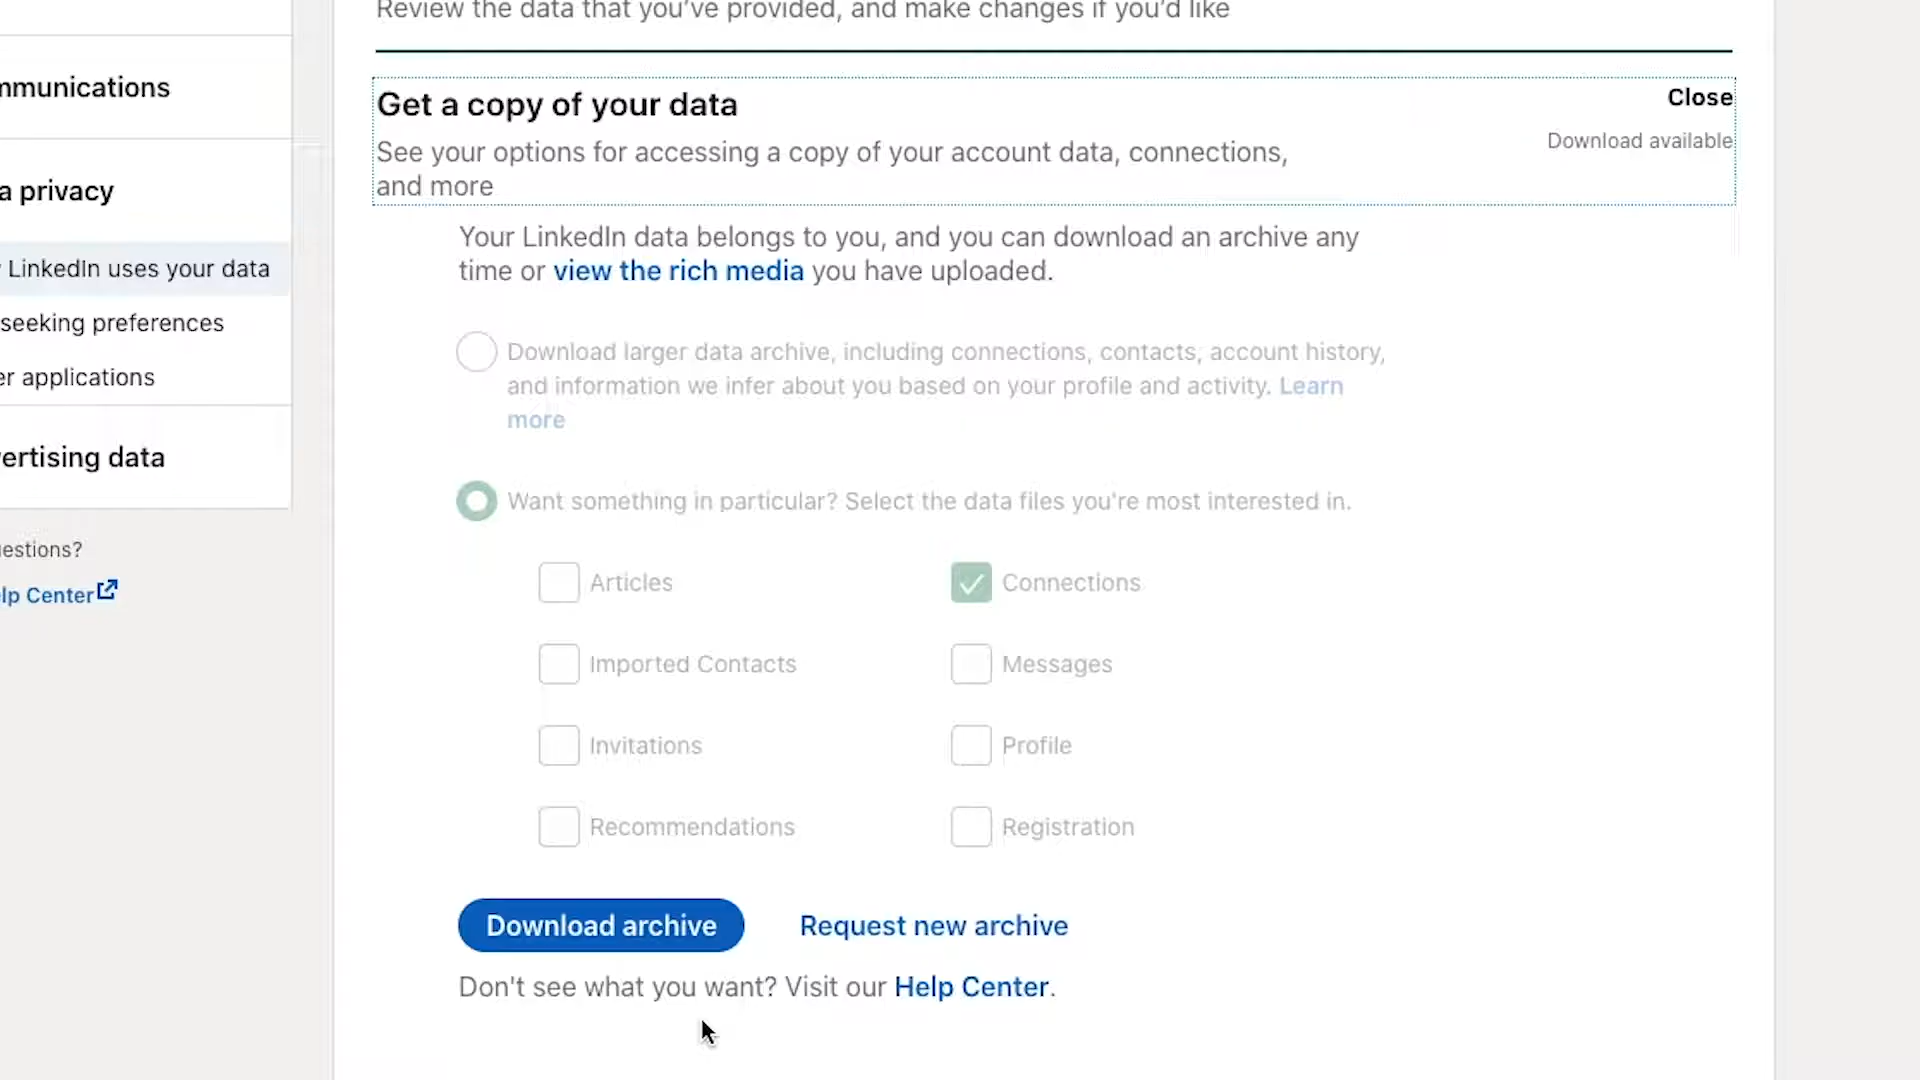 Review the data that you've provided, and make changes if you'd like
mmunications
a privacy
LinkedIn uses your data
seeking preferences
er applications
ertising data
estions?
lp Center
Get a copy of your data
Close
See your options for accessing a copy of your account data, connections,
and more
Download available
Your LinkedIn data belongs to you, and you can download an archive any
time or view the rich media you have uploaded.
Download larger data archive, including connections, contacts, account history,
and information we infer about you based on your profile and activity. Learn
more
Want something in particular? Select the data files you're most interested in.
Articles
Connections
Imported Contacts
Messages
Invitations
Profile
Recommendations
Registration
Download archive
Request new archive
Don't see what you want? Visit our Help Center.